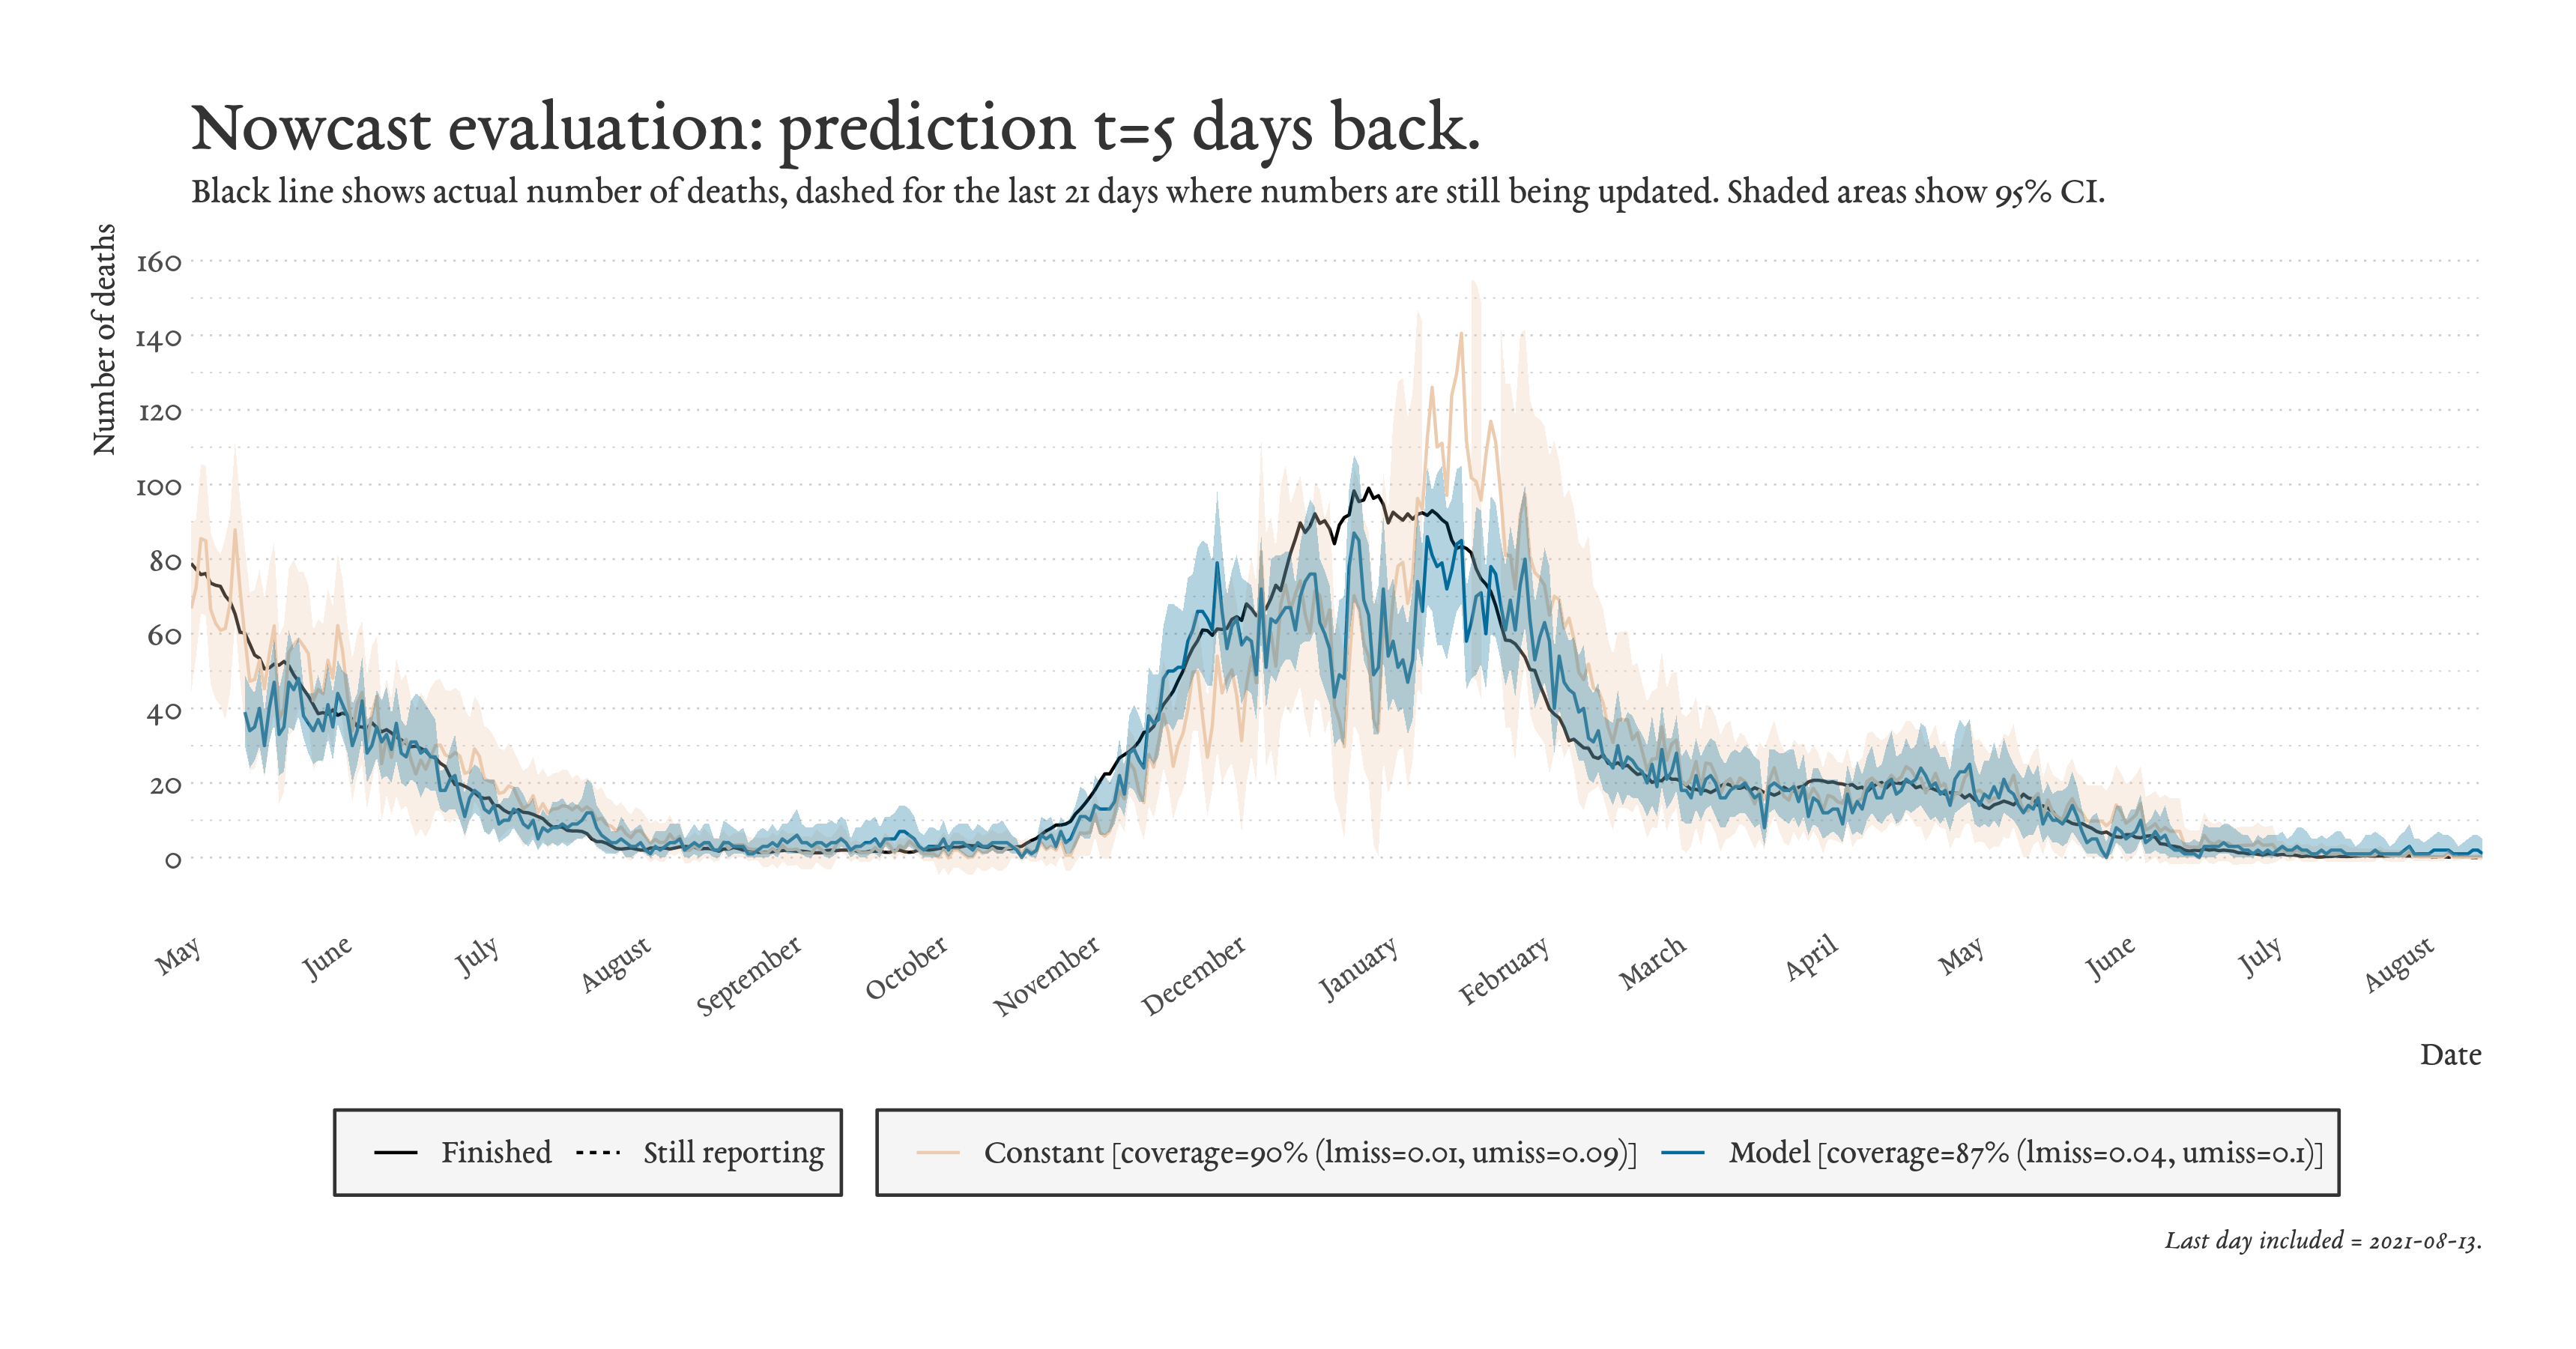 Nowcast evaluation: prediction t=5 days back.
Black line shows actual number of deaths, dashed for the last 21 days where numbers are still being updated. Shaded areas show 95% CI.
Number of deaths
160
140
120
100
80
60
40
20
0
May
June
July
August
September
October
November
December
January
February
March
April
May
June
July
August
Date
Finished
Still reporting
Constant [coverage=90% (lmiss=0.01, umiss=0.09)]
Model [coverage=87% (lmiss=0.04, umiss=0.1)]
Last day included = 2021-08-13.